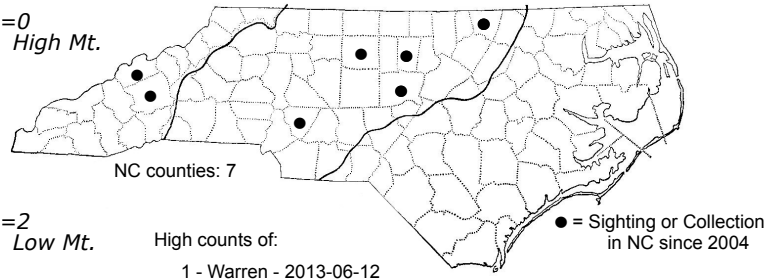 =0
High Mt.
NC counties: 7
=2
Low Mt.
High counts of:
1 - Warren - 2013-06-12
● = Sighting or Collection
in NC since 2004